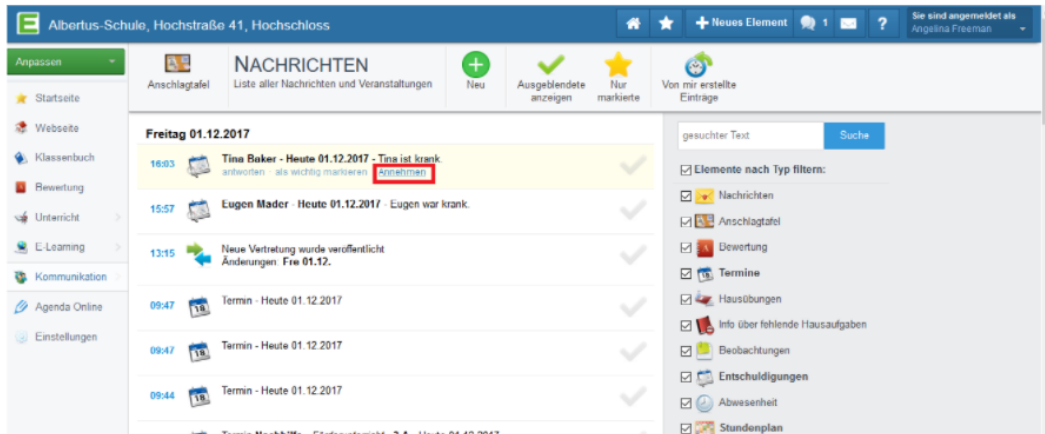 Albertus-Schule, Hochstraße 41, Hochschloss
Neues Element
1
?
Sie sind angemeldet als
Angelina Freeman
Anpassen
Startseite
Webseite
Klassenbuch
Bewertung
Unterricht
E-Learning
Kommunikation
Agenda Online
Einstellungen
Anschlagtafel
NACHRICHTEN
Liste aller Nachrichten und Veranstaltungen
Neu
Ausgeblendete
anzeigen
Nur
markierte
Von mir erstellte
Einträge
Freitag 01.12.2017
16:03
Tina Baker - Heute 01.12.2017 - Tina ist krank.
antworten - als wichtig markieren Annehmen
15:57
Eugen Mader - Heute 01.12.2017 - Eugen war krank.
13:15
Neue Vertretung wurde veröffentlicht
Änderungen: Fre 01.12.
09:47
Termin - Heute 01.12.2017
09:47
Termin - Heute 01.12.2017
09:44
Termin - Heute 01.12.2017
gesuchter Text
Suche
Elemente nach Typ filtern:
Nachrichten
Anschlagtafel
Bewertung
Termine
Hausübungen
Info über fehlende Hausaufgaben
Beobachtungen
Entschuldigungen
Abwesenheit
Stundenplan